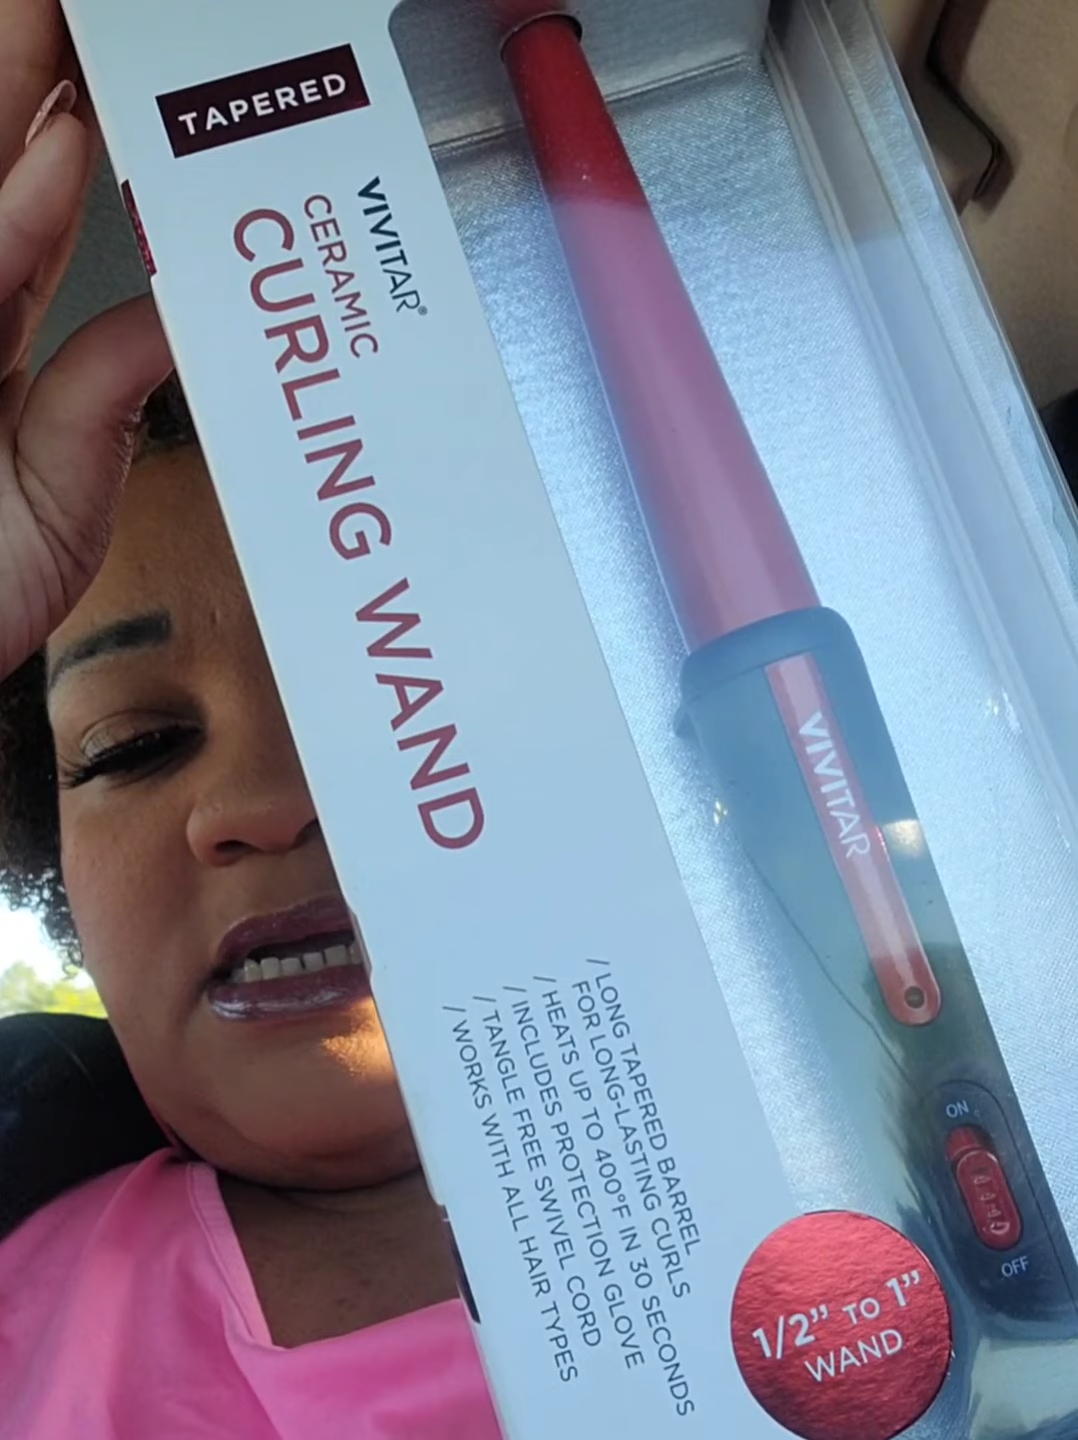 TAPERED
VIVITAR®
CERAMIC
CURLING WAND
/ LONG TAPERED BARREL
FOR LONG-LASTING CURLS
/ HEATS UP TO 400°F IN 30 SECONDS
/ INCLUDES PROTECTION GLOVE
/ TANGLE FREE SWIVEL CORD
/ WORKS WITH ALL HAIR TYPES
VIVITAR
ON
OFF
1/2” TO 1”
WAND